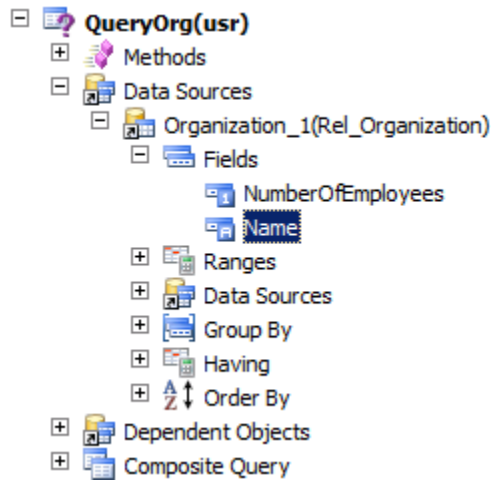 QueryOrg(usr)
Methods
Data Sources
Organization_1(Rel_Organization)
Fields
NumberOfEmployees
Name
Ranges
Data Sources
Group By
Having
Order By
Dependent Objects
Composite Query